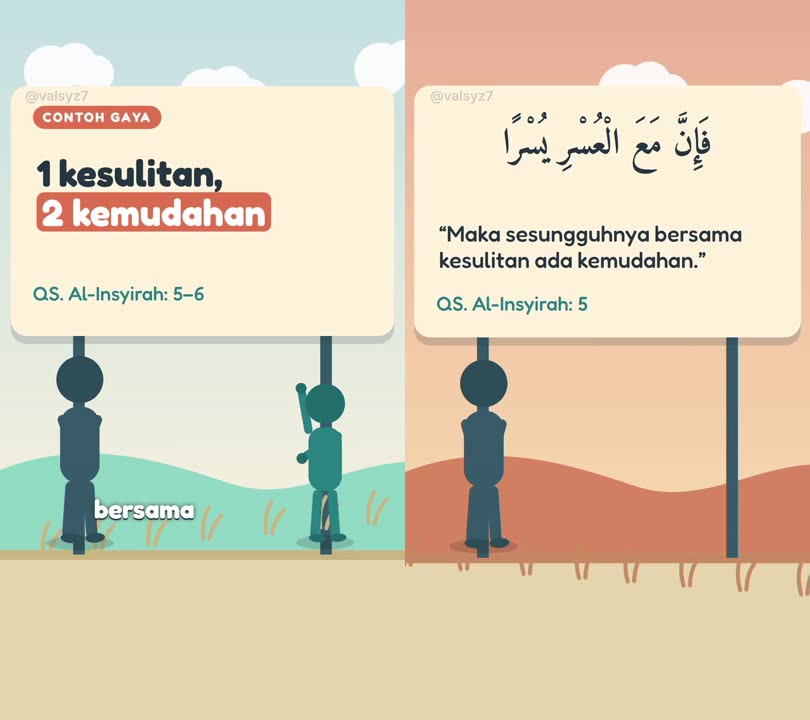 @valsyz7
CONTOH GAYA
1 kesulitan,
2 kemudahan
QS. Al-Insyirah: 5–6
bersama
@valsyz7
فَإِنَّ مَعَ الْعُسْرِ يُسْرًا
“Maka sesungguhnya bersama
kesulitan ada kemudahan.”
QS. Al-Insyirah: 5